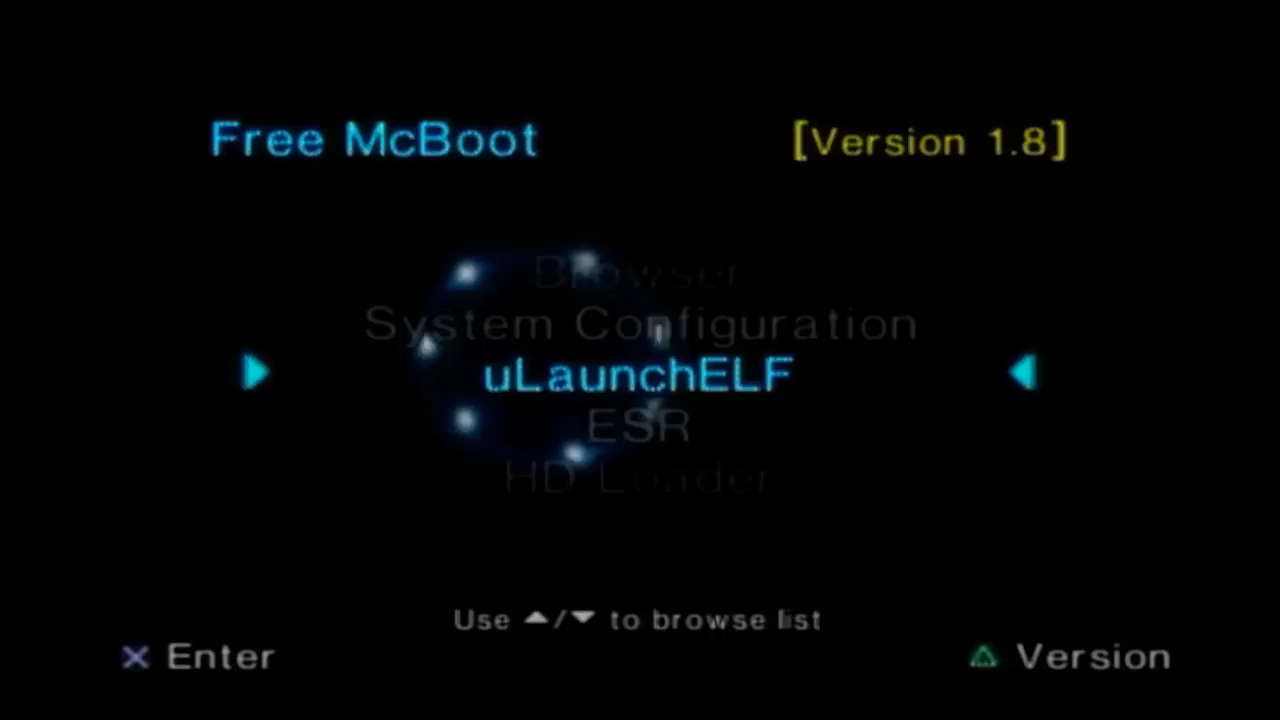 Free McBoot [Version 1.8]
Browser
System Configuration
uLaunchELF
ESR
HD Loader
Use ▲/▼ to browse list
✕ Enter △ Version